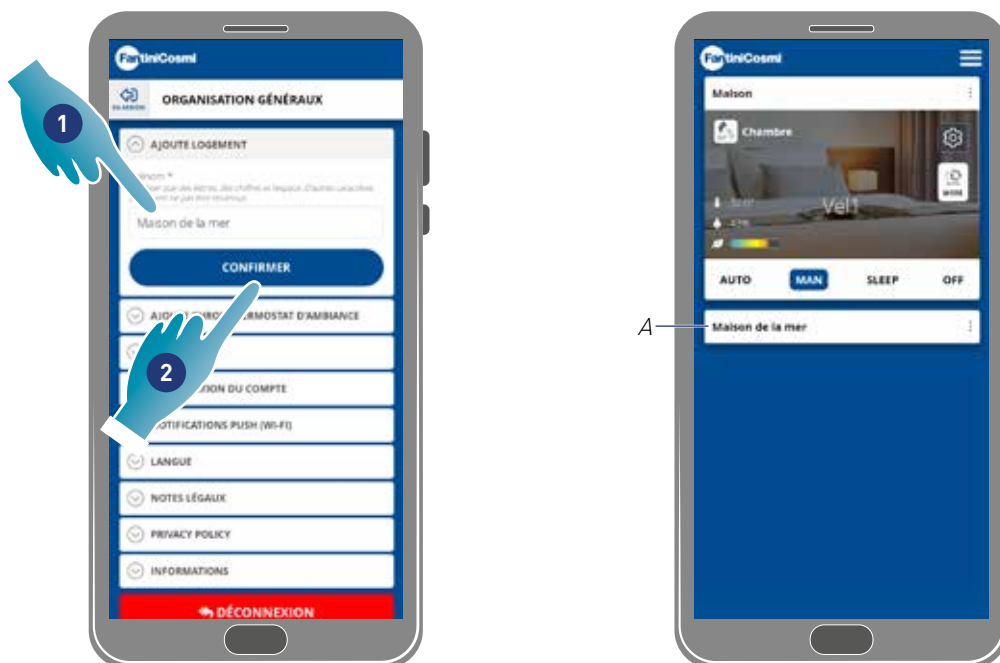 FantiniCosmi
ORGANISATION GÉNÉRAUX
1
AJOUTE LOGEMENT
Maison de la mer
CONFIRMER
THERMOSTAT D'AMBIANCE
2
DU COMPTE
NOTIFICATIONS PUSH (WI-FI)
LANGUE
NOTES LÉGAUX
PRIVACY POLICY
INFORMATIONS
DÉCONNEXION
FantiniCosmi
Maison
Chambre
MORE
Vel1
AUTO MAN SLEEP OFF
A
Maison de la mer